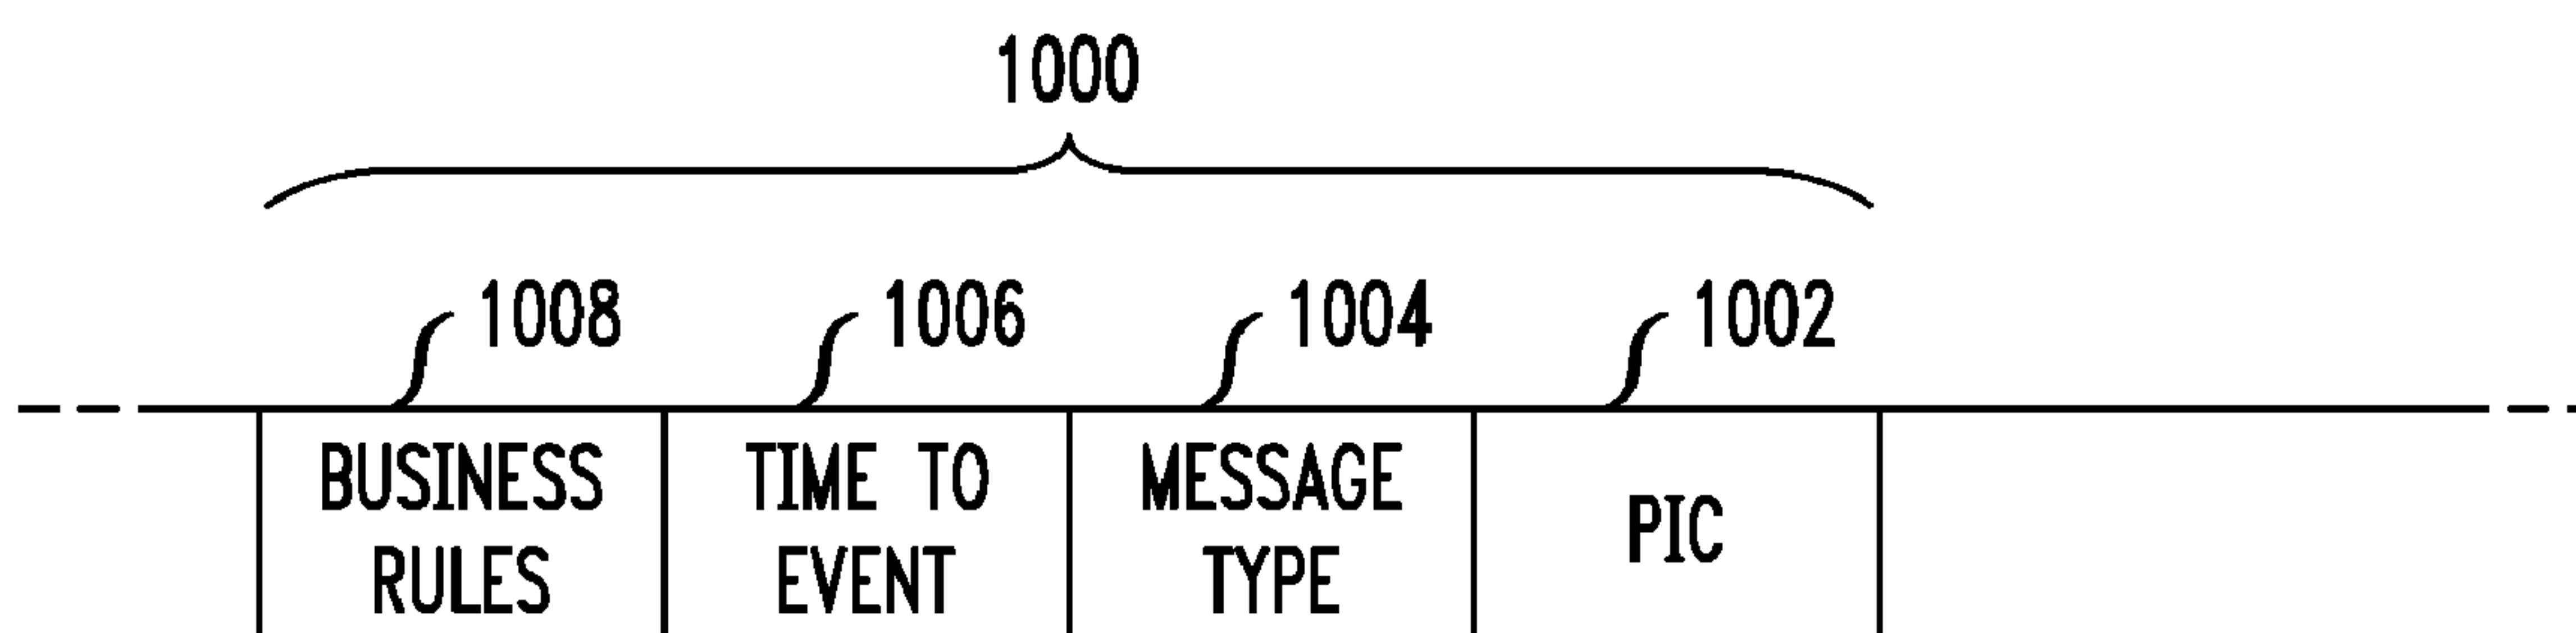 1000
1008
1006
1004
1002
BUSINESS
RULES
TIME TO
EVENT
MESSAGE
TYPE
PIC